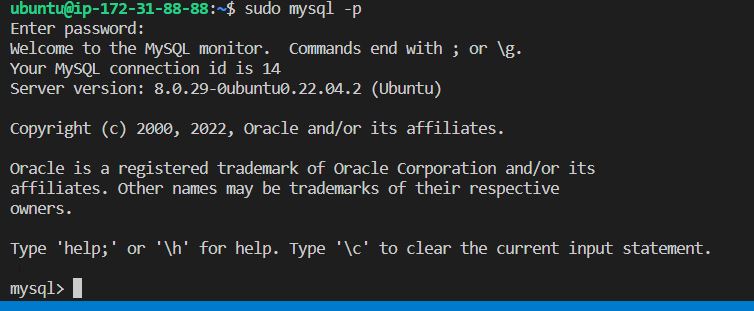 ubuntu@ip-172-31-88-88:~$ sudo mysql -p
Enter password:
Welcome to the MySQL monitor.  Commands end with ; or \g.
Your MySQL connection id is 14
Server version: 8.0.29-0ubuntu0.22.04.2 (Ubuntu)
Copyright (c) 2000, 2022, Oracle and/or its affiliates.
Oracle is a registered trademark of Oracle Corporation and/or its
affiliates. Other names may be trademarks of their respective
owners.
Type 'help;' or '\h' for help. Type '\c' to clear the current input statement.
mysql>